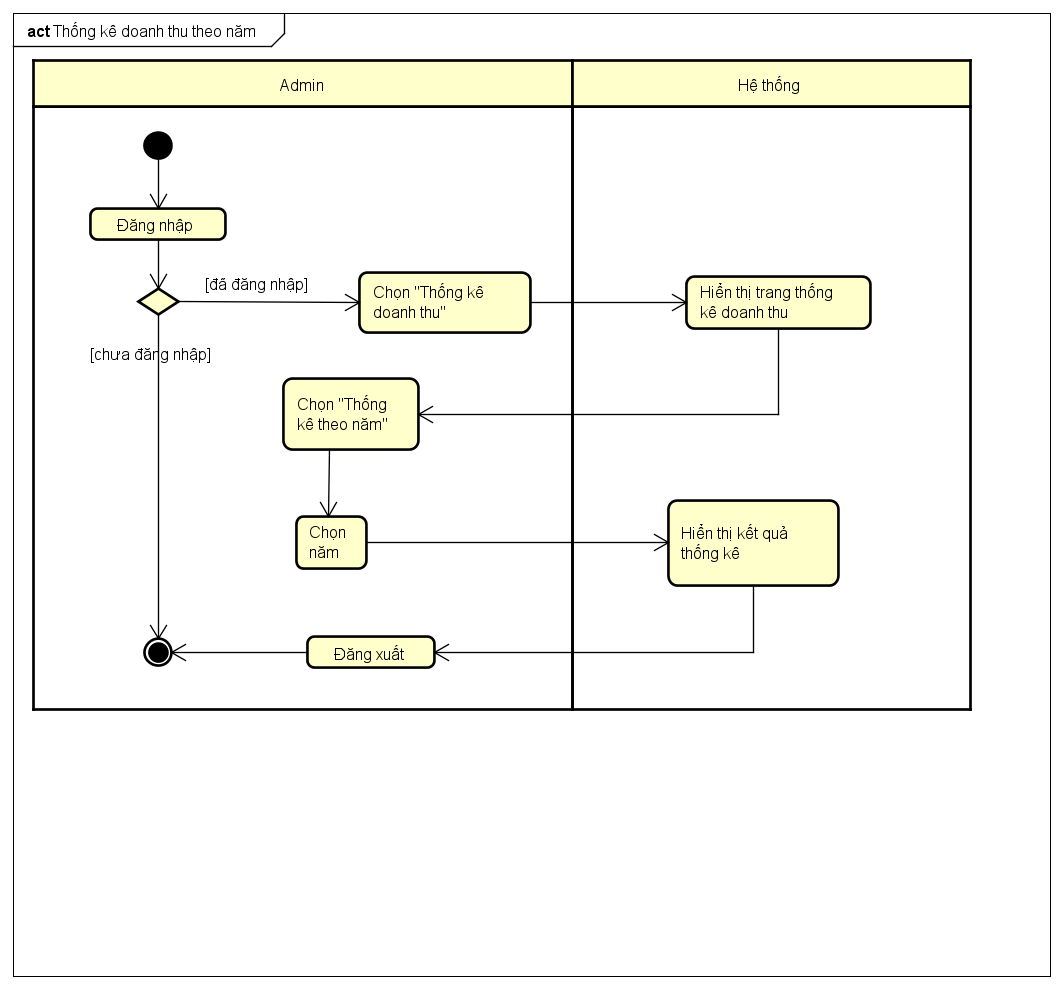 act Thống kê doanh thu theo năm
Admin
Hệ thống
Đăng nhập
[đã đăng nhập]
Chọn "Thống kê
doanh thu"
Hiển thị trang thống
kê doanh thu
[chưa đăng nhập]
Chọn "Thống
kê theo năm"
Chọn
năm
Hiển thị kết quả
thống kê
Đăng xuất